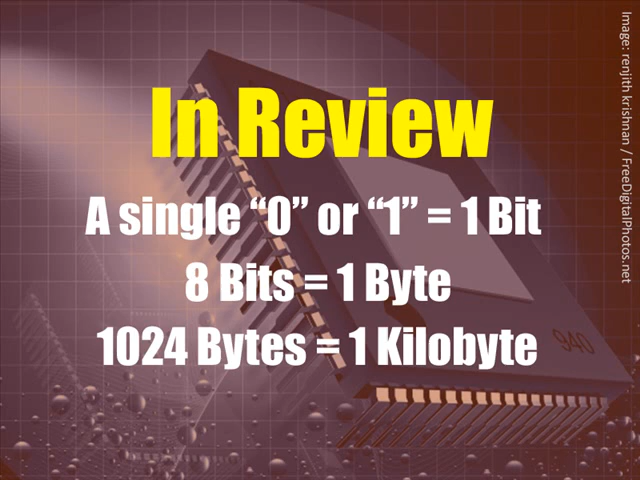 In Review
A single “0” or “1” = 1 Bit
8 Bits = 1 Byte
1024 Bytes = 1 Kilobyte
940
Image: renjith krishnan / FreeDigitalPhotos.net